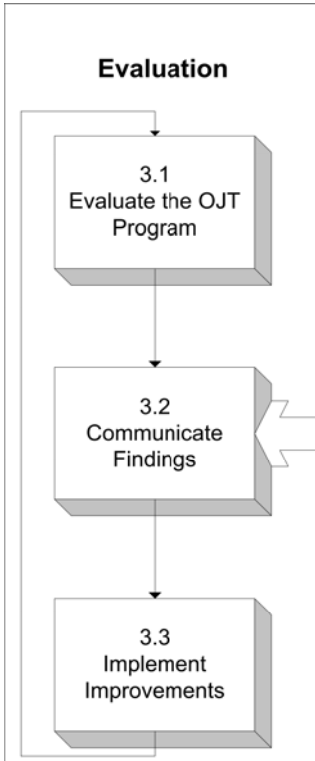 Evaluation
3.1
Evaluate the OJT
Program
3.2
Communicate
Findings
3.3
Implement
Improvements